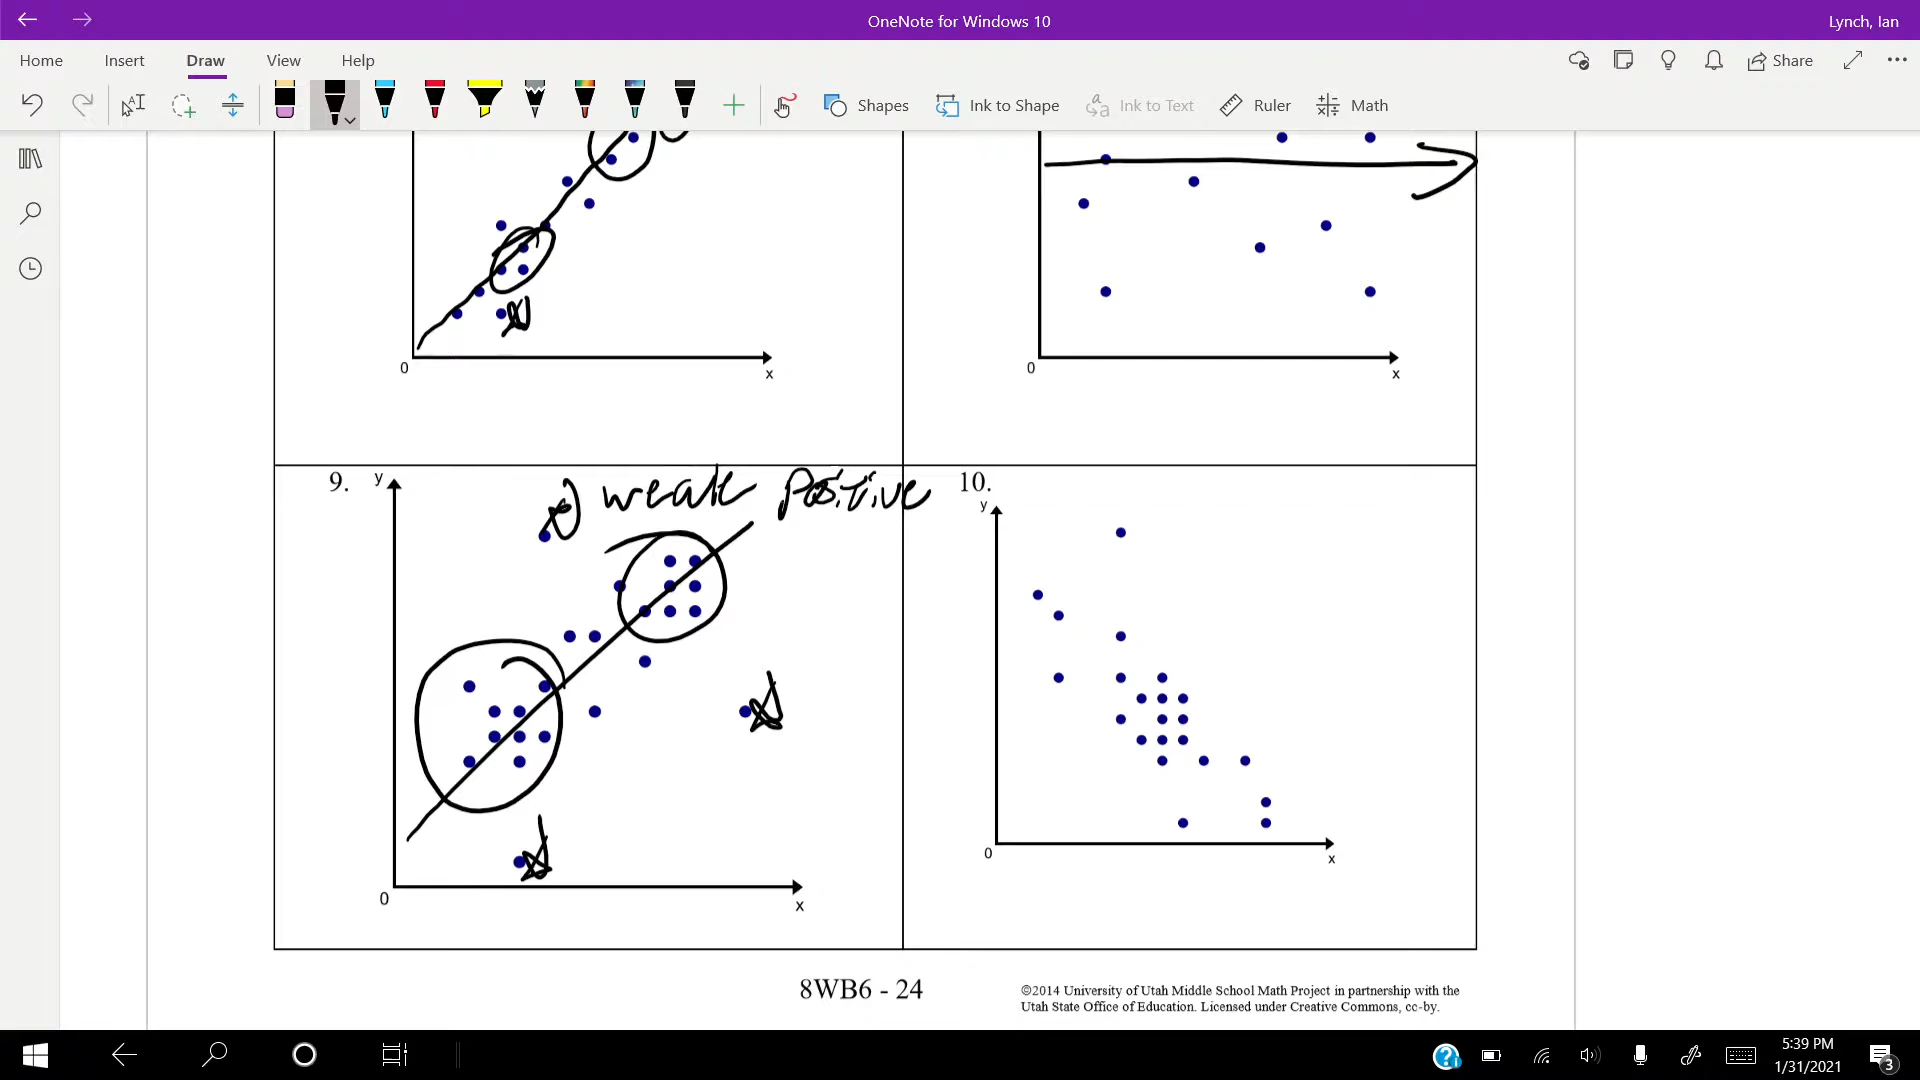 OneNote for Windows 10
Lynch, Ian
Home Insert Draw View Help
Share
Shapes Ink to Shape Ink to Text Ruler Math
0 x
0 x
9. y weak positive 10.
y
0 x
0 x
8WB6 - 24
©2014 University of Utah Middle School Math Project in partnership with the
Utah State Office of Education. Licensed under Creative Commons, cc-by.
5:39 PM
1/31/2021
3